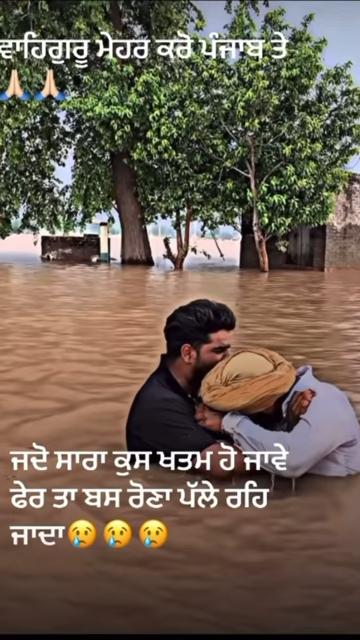 ਵਾਹਿਗੁਰੂ ਮੇਹਰ ਕਰੋ ਪੰਜਾਬ ਤੇ
🙏🏻🙏🏻
ਜਦੋ ਸਾਰਾ ਕੁਸ ਖਤਮ ਹੋ ਜਾਵੇ
ਫੇਰ ਤਾ ਬਸ ਰੋਣਾ ਪੱਲੇ ਰਹਿ
ਜਾਦਾ😢😢😢